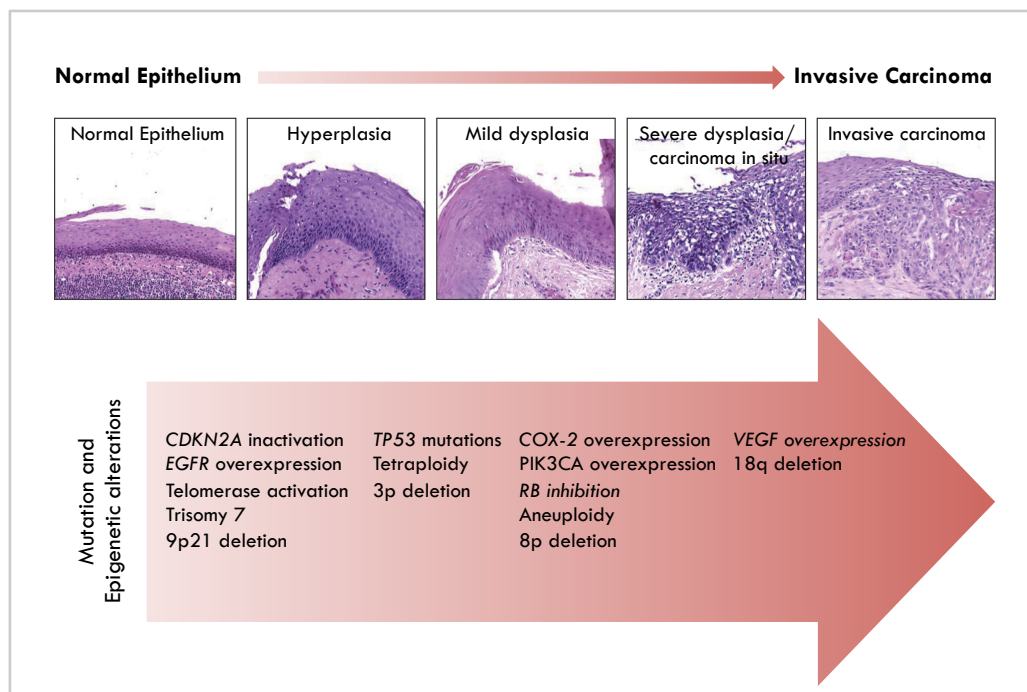 Normal Epithelium
Invasive Carcinoma
Normal Epithelium
Hyperplasia
Mild dysplasia
Severe dysplasia/
carcinoma in situ
Invasive carcinoma
Mutation and
Epigenetic alterations
CDKN2A inactivation
EGFR overexpression
Telomerase activation
Trisomy 7
9p21 deletion
TP53 mutations
Tetraploidy
3p deletion
COX-2 overexpression
PIK3CA overexpression
RB inhibition
Aneuploidy
8p deletion
VEGF overexpression
18q deletion